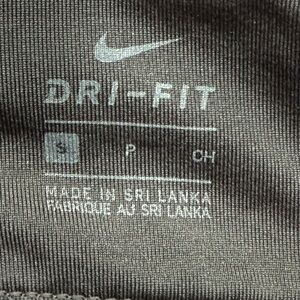 DRI-FIT
S P CH
MADE IN SRI LANKA
FABRIQUE AU SRI LANKA